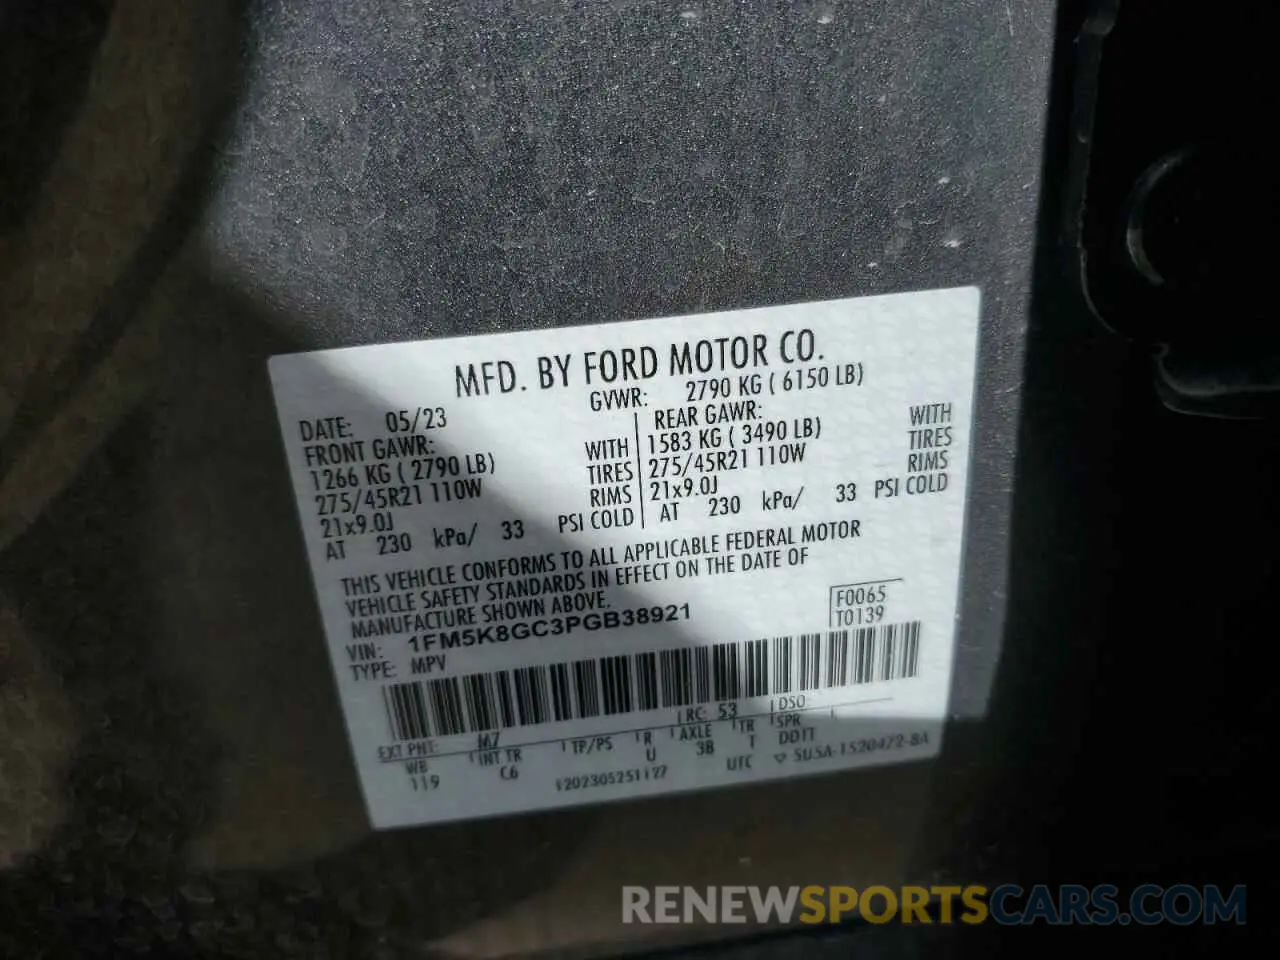 MFD. BY FORD MOTOR CO.
DATE: 05/23 GVWR: 2790 KG ( 6150 LB)
FRONT GAWR: REAR GAWR:
1266 KG ( 2790 LB) WITH 1583 KG ( 3490 LB) WITH
275/45R21 110W TIRES 275/45R21 110W TIRES
21x9.0J RIMS 21x9.0J RIMS
AT 230 kPa/ 33 PSI COLD AT 230 kPa/ 33 PSI COLD
THIS VEHICLE CONFORMS TO ALL APPLICABLE FEDERAL MOTOR
VEHICLE SAFETY STANDARDS IN EFFECT ON THE DATE OF
MANUFACTURE SHOWN ABOVE.
VIN: 1FM5K8GC3PGB38921 F0065
TYPE: MPV T0139
EXT PNT: M7 RC: 53 DSO:
WB INT TR TP/PS R AXLE TR SPR
119 C6 U 3B T DDTT
UTC ▽ SUSA-1520472-BA
RENEWSPORTSCARS.COM